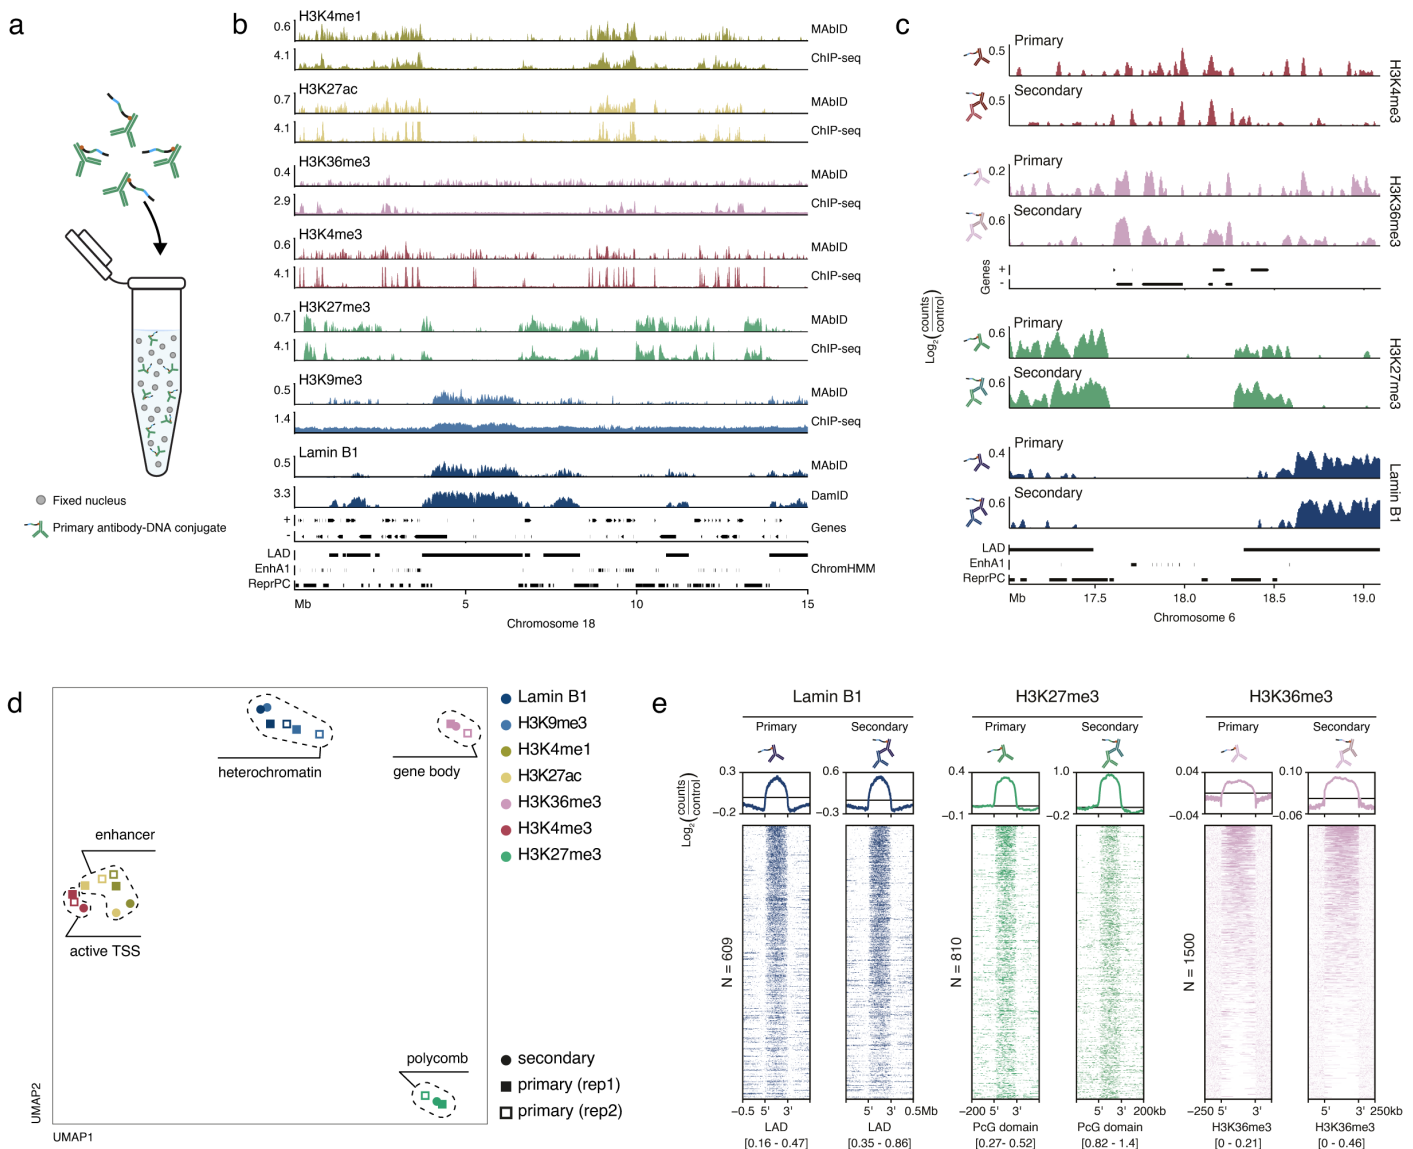 a
Fixed nucleus
Primary antibody-DNA conjugate
b
H3K4me1
0.6
MAbID
4.1
ChIP-seq
H3K27ac
0.7
MAbID
4.1
ChIP-seq
H3K36me3
0.4
MAbID
2.9
ChIP-seq
H3K4me3
0.6
MAbID
4.1
ChIP-seq
H3K27me3
0.7
MAbID
4.1
ChIP-seq
H3K9me3
0.5
MAbID
1.4
ChIP-seq
Lamin B1
0.5
MAbID
3.3
DamID
+
Genes
-
LAD
EnhA1
ChromHMM
ReprPC
Mb 5 10 15
Chromosome 18
c
Primary
0.5
Secondary
0.5
H3K4me3
Primary
0.2
Secondary
0.6
H3K36me3
Genes
+
-
Log2(counts/control)
Primary
0.6
Secondary
0.6
H3K27me3
Primary
0.4
Secondary
0.6
Lamin B1
LAD
EnhA1
ReprPC
Mb 17.5 18.0 18.5 19.0
Chromosome 6
d
heterochromatin
gene body
enhancer
active TSS
polycomb
UMAP2
UMAP1
Lamin B1
H3K9me3
H3K4me1
H3K27ac
H3K36me3
H3K4me3
H3K27me3
secondary
primary (rep1)
primary (rep2)
e
Lamin B1 H3K27me3 H3K36me3
Primary Secondary Primary Secondary Primary Secondary
Log2(counts/control)
0.3 0.6 0.4 1.0 0.04 0.10
−0.2 −0.3 −0.1 −0.2 −0.04 −0.06
N = 609
N = 810
N = 1500
−0.5 5' 3' 5' 3' 0.5Mb −200 5' 3' 5' 3' 200kb −250 5' 3' 5' 3' 250kb
LAD LAD PcG domain PcG domain H3K36me3 H3K36me3
[0.16 - 0.47] [0.35 - 0.86] [0.27- 0.52] [0.82 - 1.4] [0 - 0.21] [0 - 0.46]